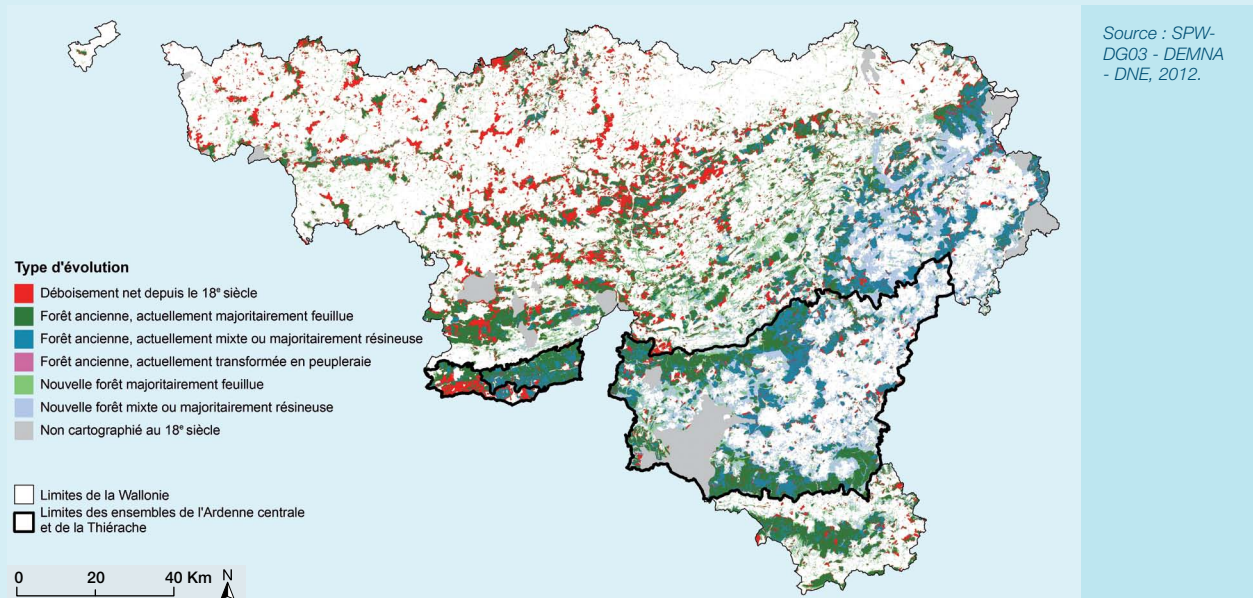 Source : SPW-
DG03 - DEMNA
- DNE, 2012.
Type d'évolution
Déboisement net depuis le 18e siècle
Forêt ancienne, actuellement majoritairement feuillue
Forêt ancienne, actuellement mixte ou majoritairement résineuse
Forêt ancienne, actuellement transformée en peupleraie
Nouvelle forêt majoritairement feuillue
Nouvelle forêt mixte ou majoritairement résineuse
Non cartographié au 18e siècle
Limites de la Wallonie
Limites des ensembles de l'Ardenne centrale
et de la Thiérache
0 20 40 Km N